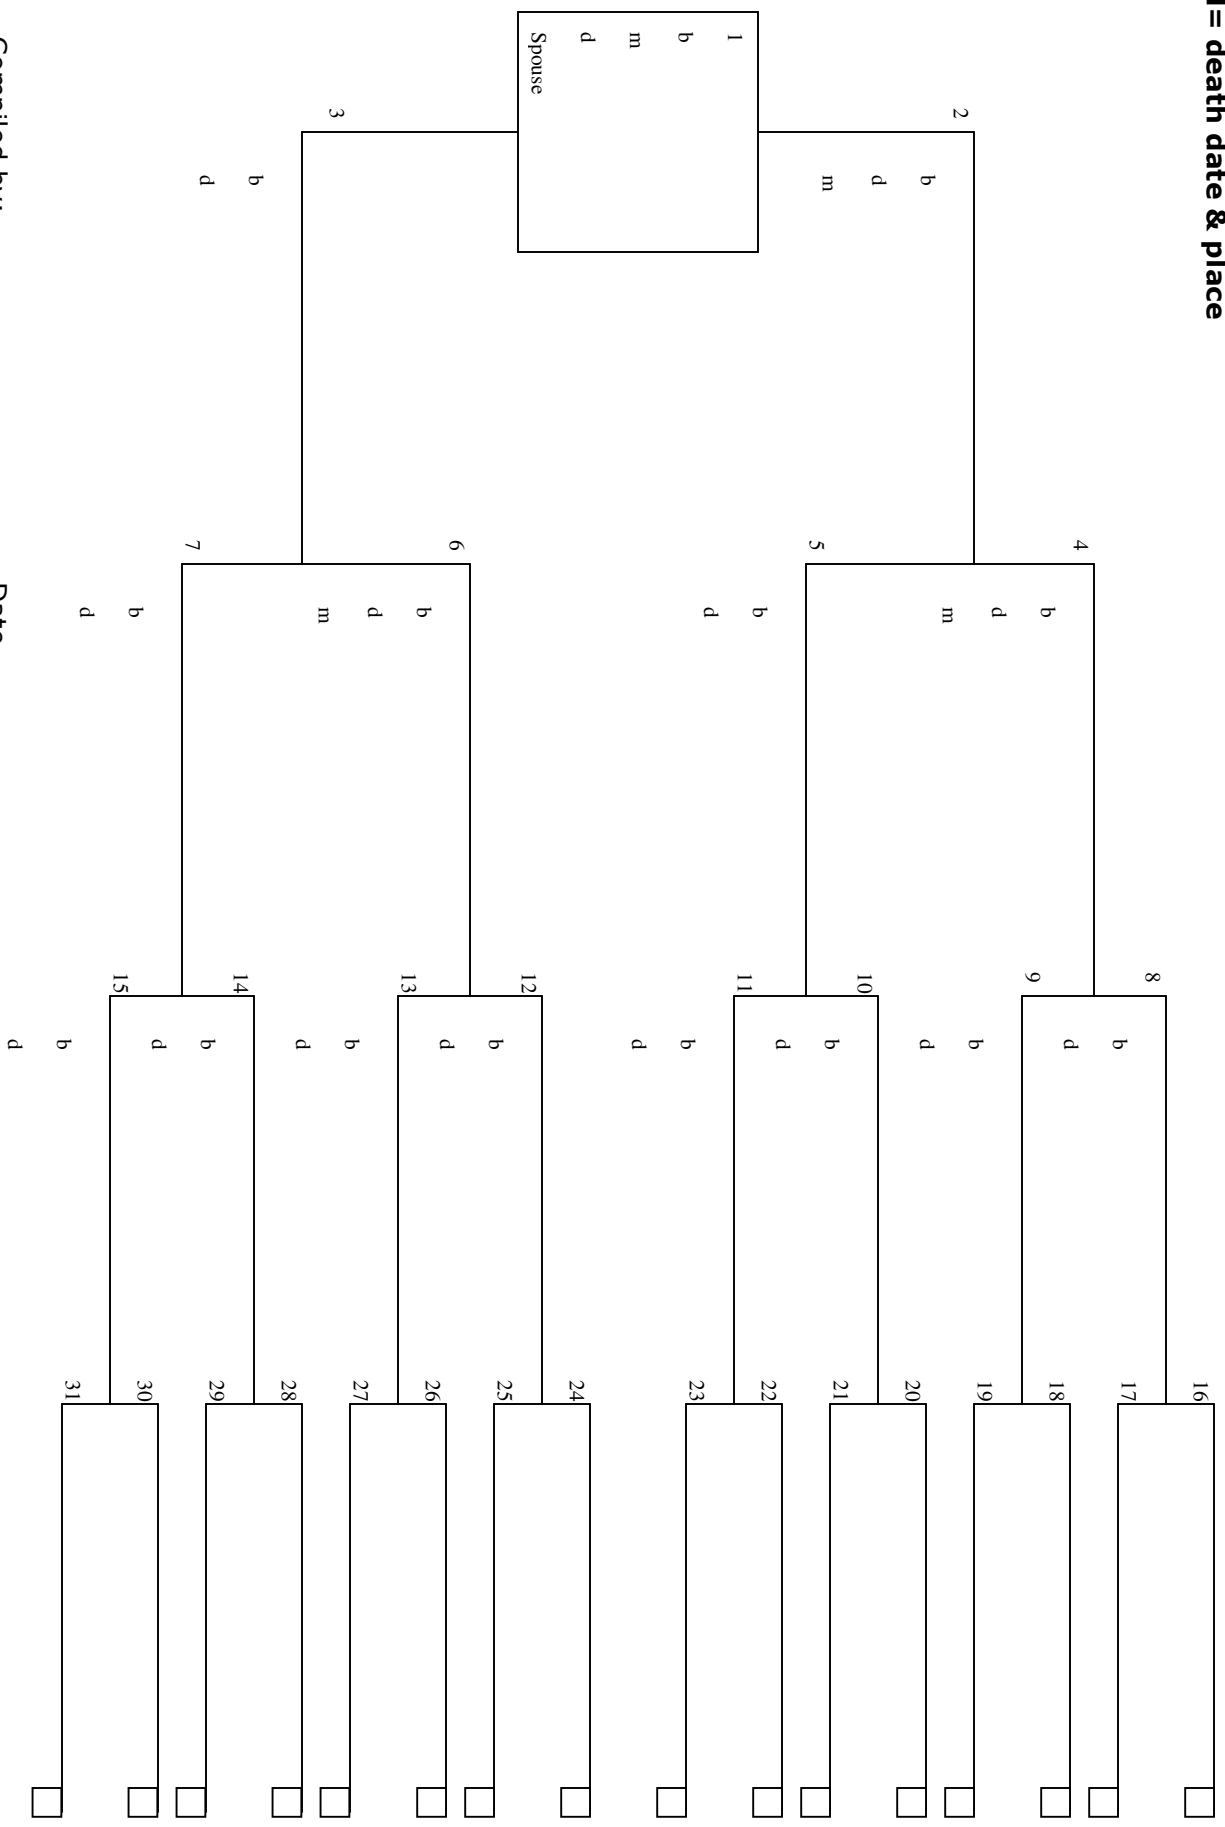 d= death date & place
1
b
m
d
Spouse
2
b
d
m
3
b
d
4
b
d
m
5
b
d
6
b
d
m
7
b
d
8
b
d
9
b
d
10
b
d
11
b
d
12
b
d
13
b
d
14
b
d
15
b
d
16
17
18
19
20
21
22
23
24
25
26
27
28
29
30
31
Compiled by:
Date